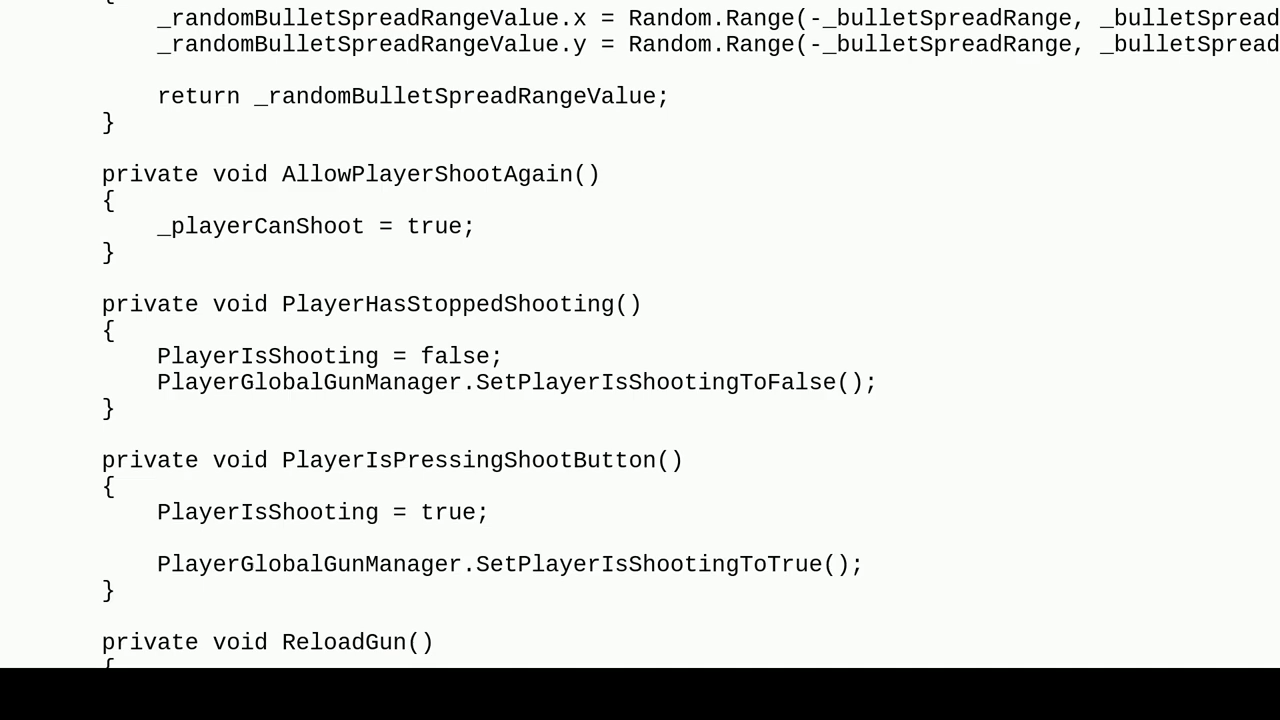 {
_randomBulletSpreadRangeValue.x = Random.Range(-_bulletSpreadRange, _bulletSpread
_randomBulletSpreadRangeValue.y = Random.Range(-_bulletSpreadRange, _bulletSpread
return _randomBulletSpreadRangeValue;
}
private void AllowPlayerShootAgain()
{
_playerCanShoot = true;
}
private void PlayerHasStoppedShooting()
{
PlayerIsShooting = false;
PlayerGlobalGunManager.SetPlayerIsShootingToFalse();
}
private void PlayerIsPressingShootButton()
{
PlayerIsShooting = true;
PlayerGlobalGunManager.SetPlayerIsShootingToTrue();
}
private void ReloadGun()
{